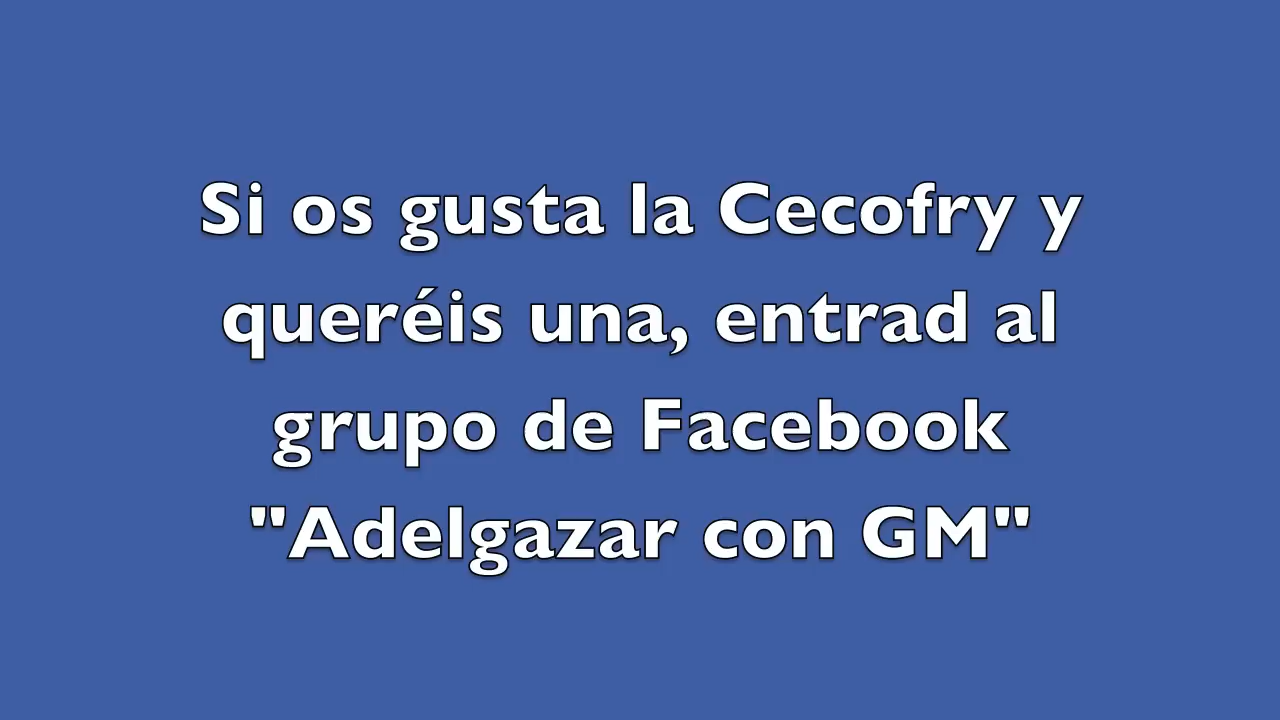 Si os gusta la Cecofry y
queréis una, entrad al
grupo de Facebook
"Adelgazar con GM"